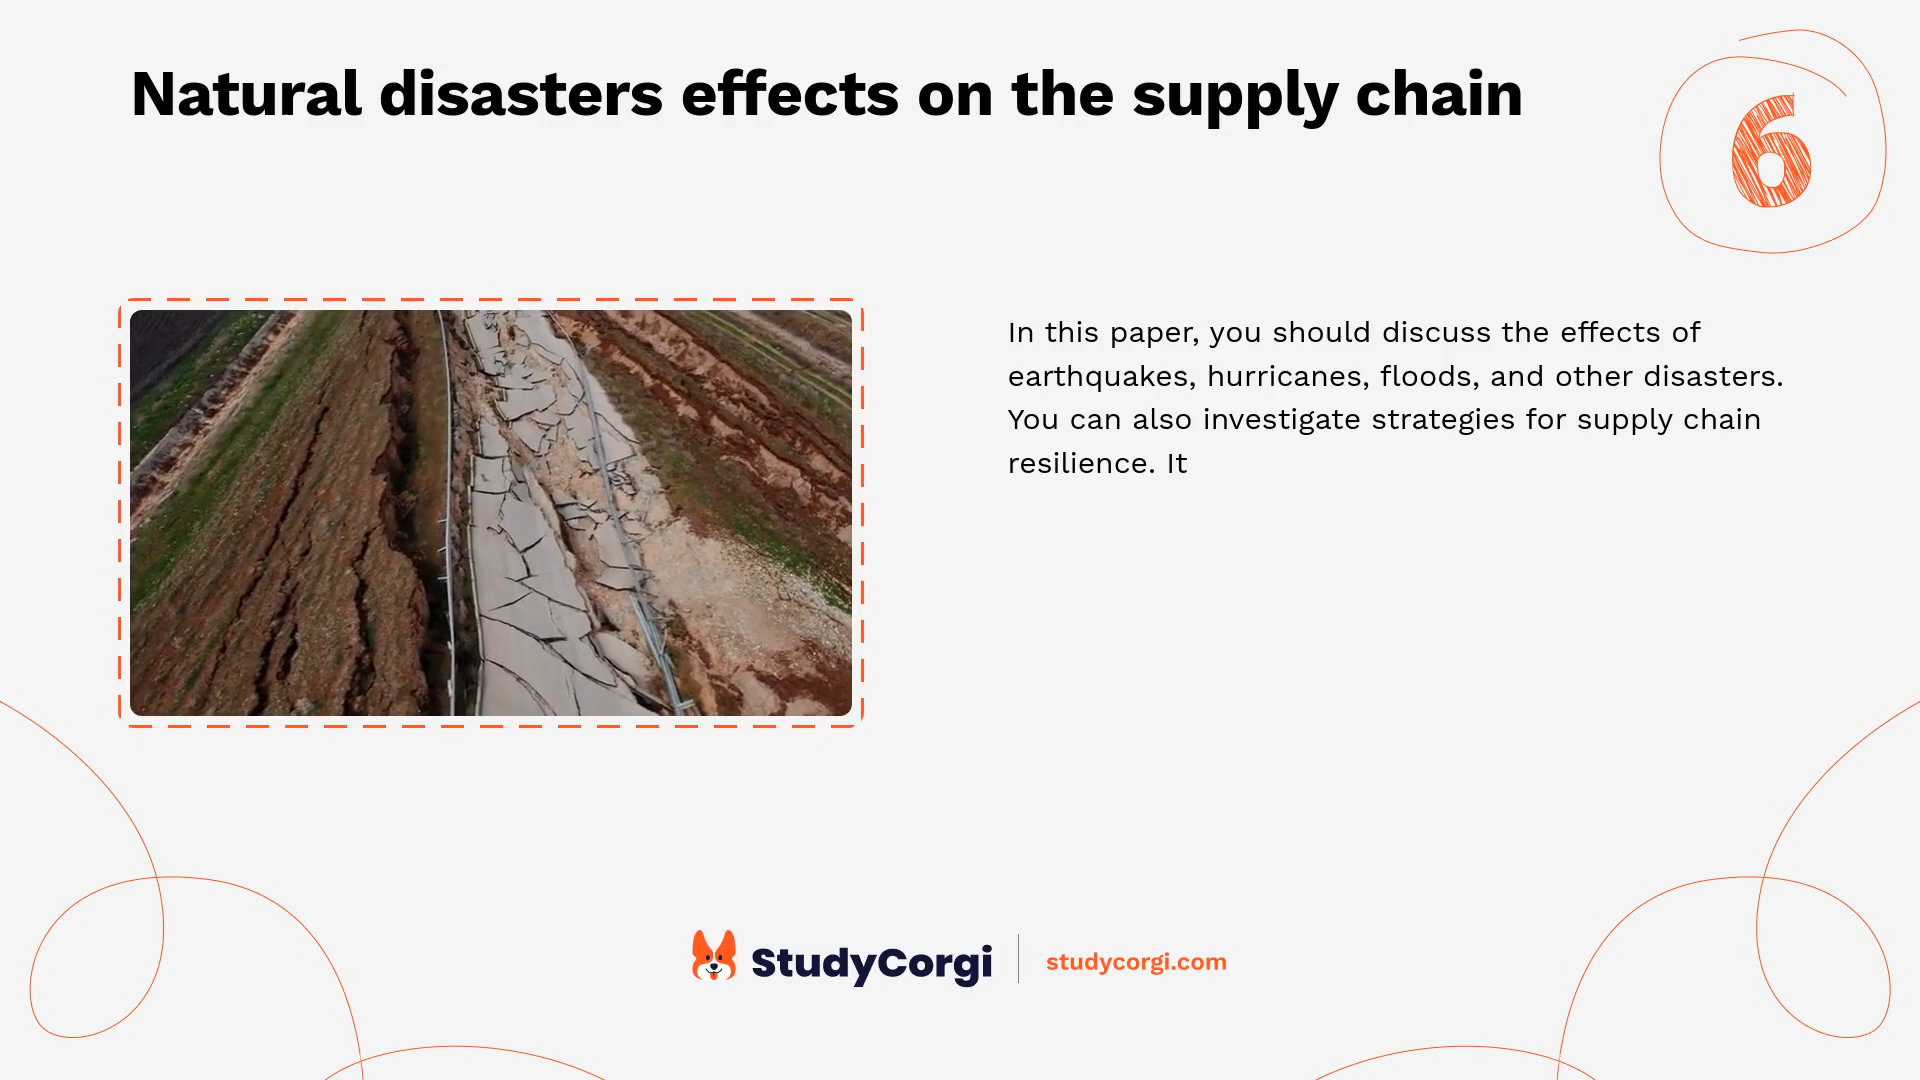 Natural disasters effects on the supply chain
6
In this paper, you should discuss the effects of
earthquakes, hurricanes, floods, and other disasters.
You can also investigate strategies for supply chain
resilience. It
StudyCorgi
studycorgi.com